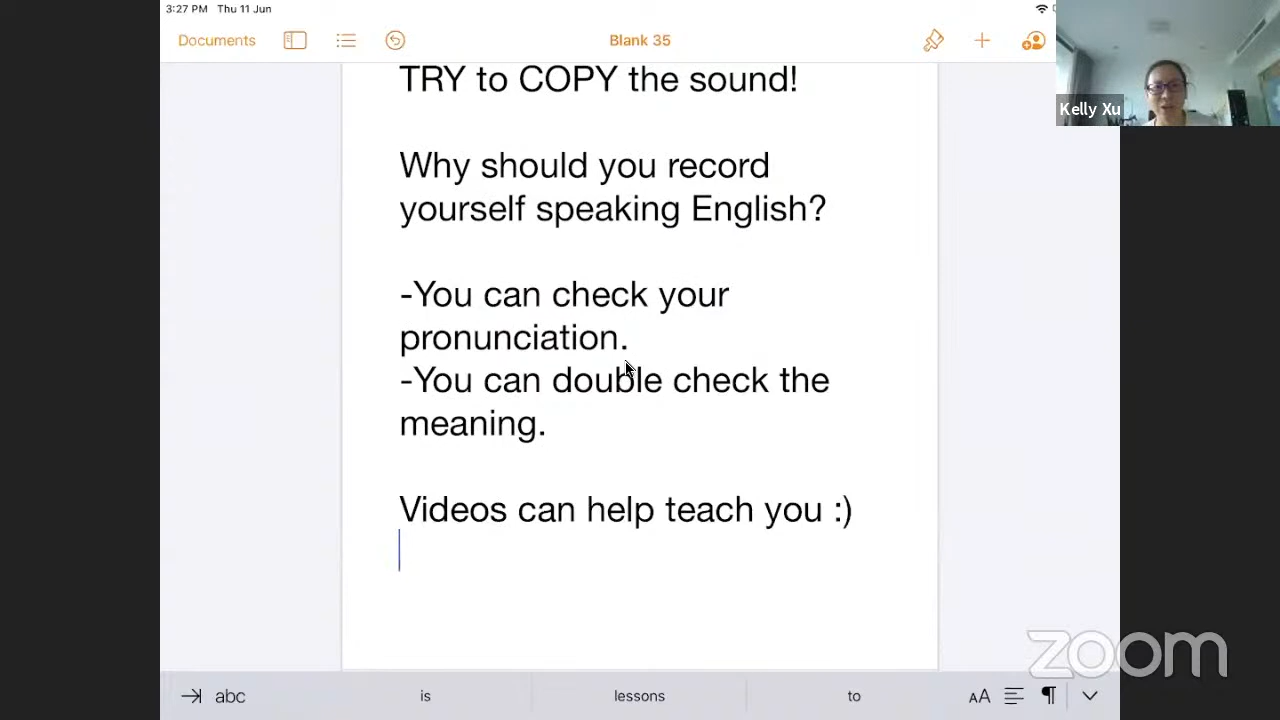 3:27 PM Thu 11 Jun
Documents
Blank 35
Kelly Xu
TRY to COPY the sound!
Why should you record
yourself speaking English?
-You can check your
pronunciation.
-You can double check the
meaning.
Videos can help teach you :)
zoom
abc is lessons to AA